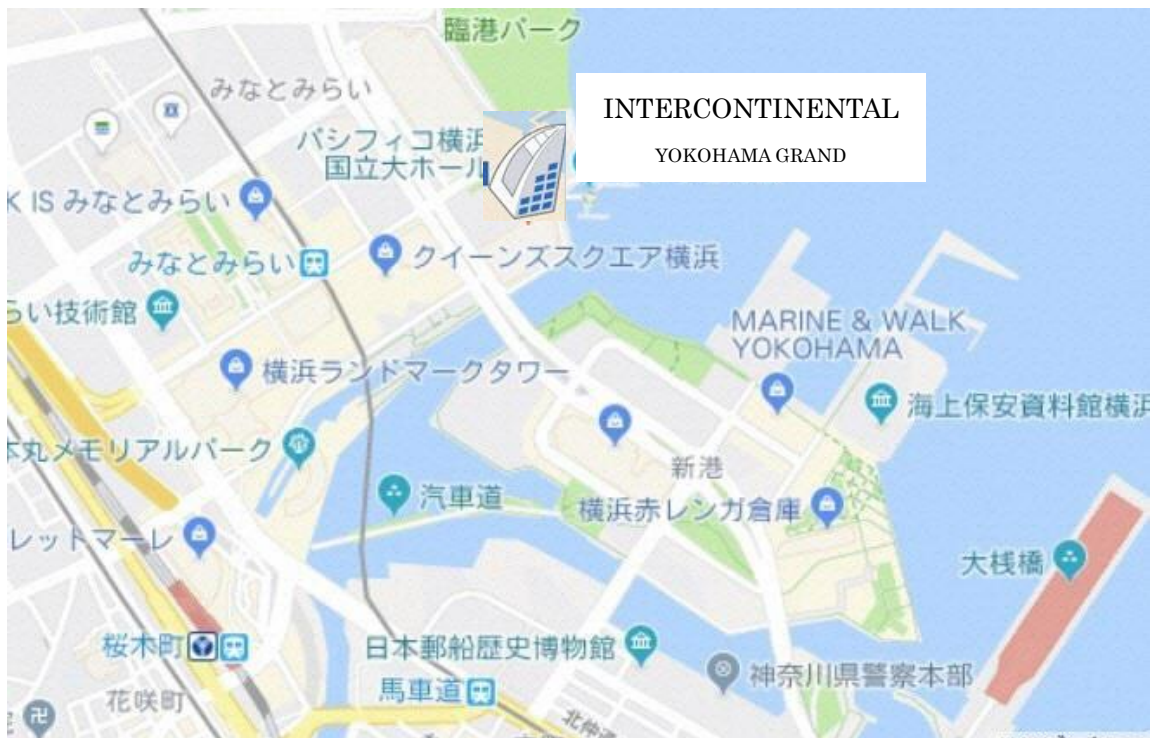 臨港パーク
みなとみらい
INTERCONTINENTAL
YOKOHAMA GRAND
パシフィコ横浜
国立大ホール
K IS みなとみらい
みなとみらい
クイーンズスクエア横浜
らい技術館
MARINE & WALK
YOKOHAMA
横浜ランドマークタワー
海上保安資料館横浜
本丸メモリアルパーク
新港
汽車道
横浜赤レンガ倉庫
レットマーレ
大桟橋
桜木町
日本郵船歴史博物館
神奈川県警察本部
馬車道
花咲町
北仲通